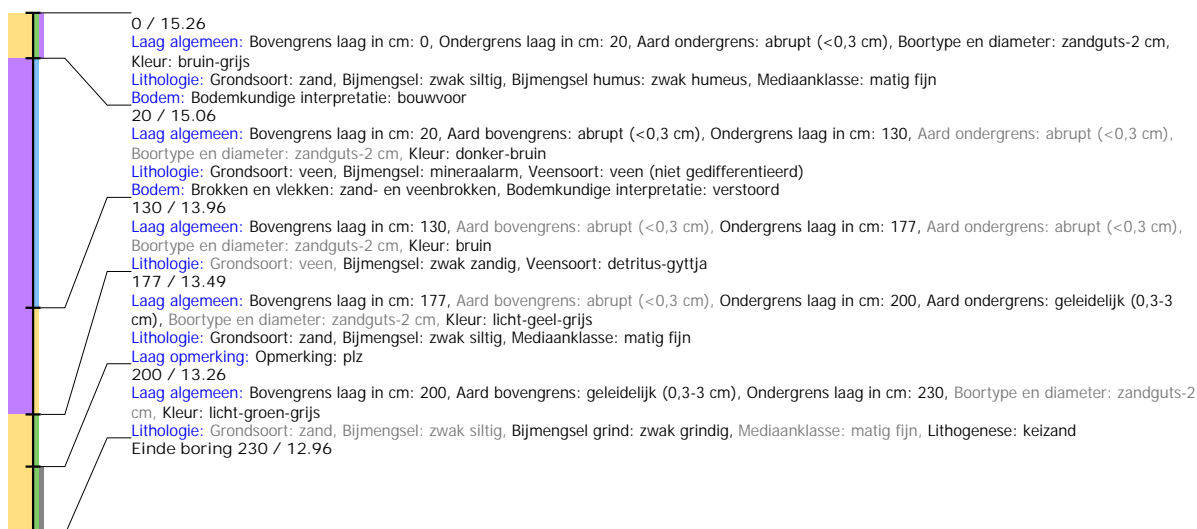 0 / 15.26
Laag algemeen: Bovengrens laag in cm: 0, Ondergrens laag in cm: 20, Aard ondergrens: abrupt (<0,3 cm), Boortype en diameter: zandguts-2 cm,
Kleur: bruin-grijs
Lithologie: Grondsoort: zand, Bijmengsel: zwak siltig, Bijmengsel humus: zwak humeus, Mediaanklasse: matig fijn
Bodem: Bodemkundige interpretatie: bouwvoor
20 / 15.06
Laag algemeen: Bovengrens laag in cm: 20, Aard bovengrens: abrupt (<0,3 cm), Ondergrens laag in cm: 130, Aard ondergrens: abrupt (<0,3 cm),
Boortype en diameter: zandguts-2 cm, Kleur: donker-bruin
Lithologie: Grondsoort: veen, Bijmengsel: mineraalarm, Veensoort: veen (niet gedifferentieerd)
Bodem: Brokken en vlekken: zand- en veenbrokken, Bodemkundige interpretatie: verstoord
130 / 13.96
Laag algemeen: Bovengrens laag in cm: 130, Aard bovengrens: abrupt (<0,3 cm), Ondergrens laag in cm: 177, Aard ondergrens: abrupt (<0,3 cm),
Boortype en diameter: zandguts-2 cm, Kleur: bruin
Lithologie: Grondsoort: veen, Bijmengsel: zwak zandig, Veensoort: detritus-gyttja
177 / 13.49
Laag algemeen: Bovengrens laag in cm: 177, Aard bovengrens: abrupt (<0,3 cm), Ondergrens laag in cm: 200, Aard ondergrens: geleidelijk (0,3-3
cm), Boortype en diameter: zandguts-2 cm, Kleur: licht-geel-grijs
Lithologie: Grondsoort: zand, Bijmengsel: zwak siltig, Mediaanklasse: matig fijn
Laag opmerking: Opmerking: plz
200 / 13.26
Laag algemeen: Bovengrens laag in cm: 200, Aard bovengrens: geleidelijk (0,3-3 cm), Ondergrens laag in cm: 230, Boortype en diameter: zandguts-2
cm, Kleur: licht-groen-grijs
Lithologie: Grondsoort: zand, Bijmengsel: zwak siltig, Bijmengsel grind: zwak grindig, Mediaanklasse: matig fijn, Lithogenese: keizand
Einde boring 230 / 12.96